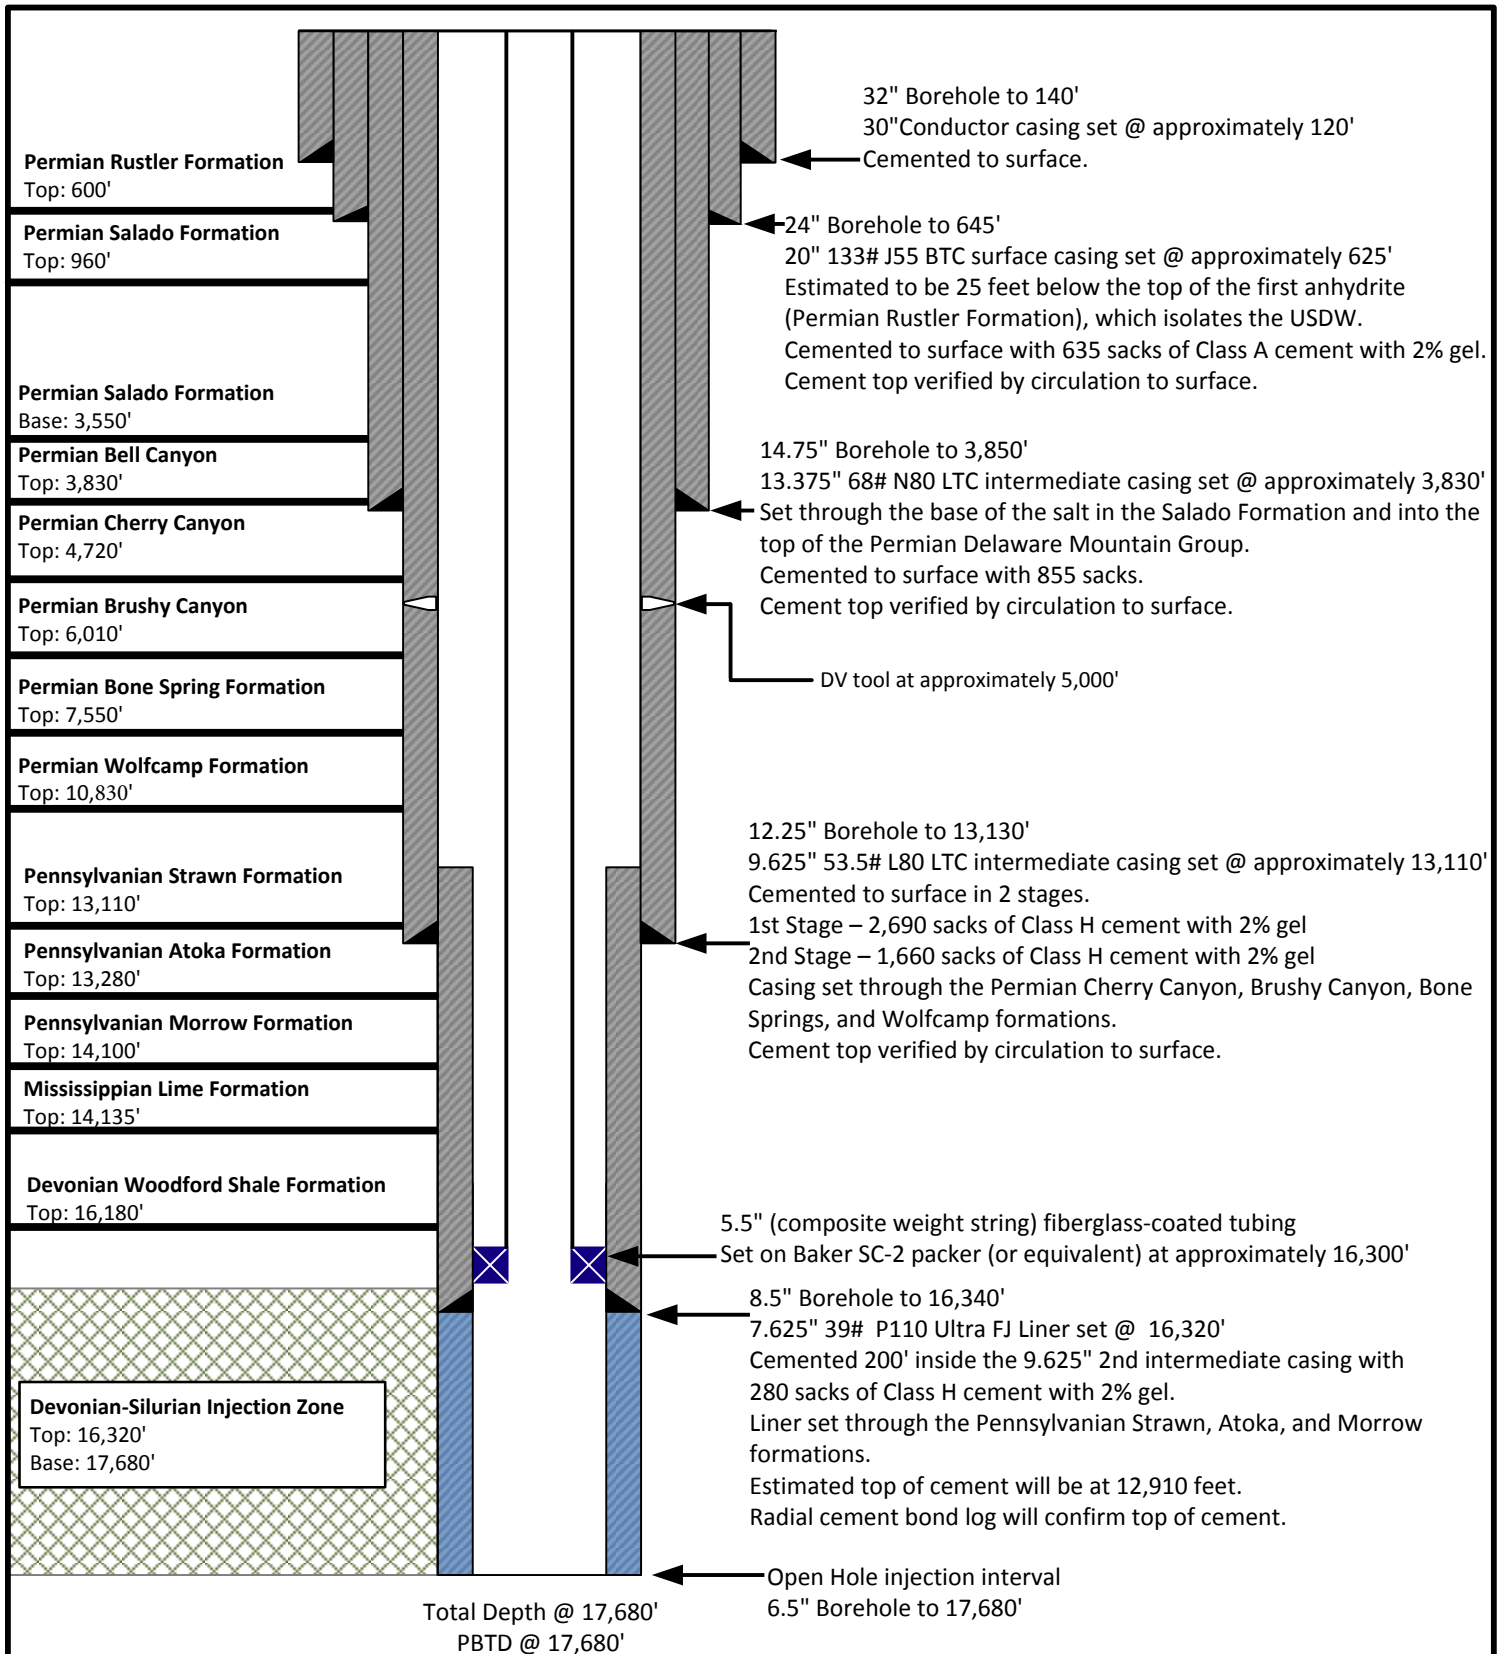 32" Borehole to 140'
30"Conductor casing set @ approximately 120'
Cemented to surface.
Permian Rustler Formation
Top: 600'
24" Borehole to 645'
20" 133# J55 BTC surface casing set @ approximately 625'
Estimated to be 25 feet below the top of the first anhydrite
(Permian Rustler Formation), which isolates the USDW.
Cemented to surface with 635 sacks of Class A cement with 2% gel.
Cement top verified by circulation to surface.
Permian Salado Formation
Top: 960'
Permian Salado Formation
Base: 3,550'
Permian Bell Canyon
Top: 3,830'
14.75" Borehole to 3,850'
13.375" 68# N80 LTC intermediate casing set @ approximately 3,830'
Set through the base of the salt in the Salado Formation and into the
top of the Permian Delaware Mountain Group.
Cemented to surface with 855 sacks.
Cement top verified by circulation to surface.
Permian Cherry Canyon
Top: 4,720'
Permian Brushy Canyon
Top: 6,010'
DV tool at approximately 5,000'
Permian Bone Spring Formation
Top: 7,550'
Permian Wolfcamp Formation
Top: 10,830'
12.25" Borehole to 13,130'
9.625" 53.5# L80 LTC intermediate casing set @ approximately 13,110'
Cemented to surface in 2 stages.
1st Stage – 2,690 sacks of Class H cement with 2% gel
2nd Stage – 1,660 sacks of Class H cement with 2% gel
Casing set through the Permian Cherry Canyon, Brushy Canyon, Bone
Springs, and Wolfcamp formations.
Cement top verified by circulation to surface.
Pennsylvanian Strawn Formation
Top: 13,110'
Pennsylvanian Atoka Formation
Top: 13,280'
Pennsylvanian Morrow Formation
Top: 14,100'
Mississippian Lime Formation
Top: 14,135'
Devonian Woodford Shale Formation
Top: 16,180'
5.5" (composite weight string) fiberglass-coated tubing
Set on Baker SC-2 packer (or equivalent) at approximately 16,300'
8.5" Borehole to 16,340'
7.625" 39# P110 Ultra FJ Liner set @ 16,320'
Cemented 200' inside the 9.625" 2nd intermediate casing with
280 sacks of Class H cement with 2% gel.
Liner set through the Pennsylvanian Strawn, Atoka, and Morrow
formations.
Estimated top of cement will be at 12,910 feet.
Radial cement bond log will confirm top of cement.
Devonian-Silurian Injection Zone
Top: 16,320'
Base: 17,680'
Open Hole injection interval
6.5" Borehole to 17,680'
Total Depth @ 17,680'
PBTD @ 17,680'